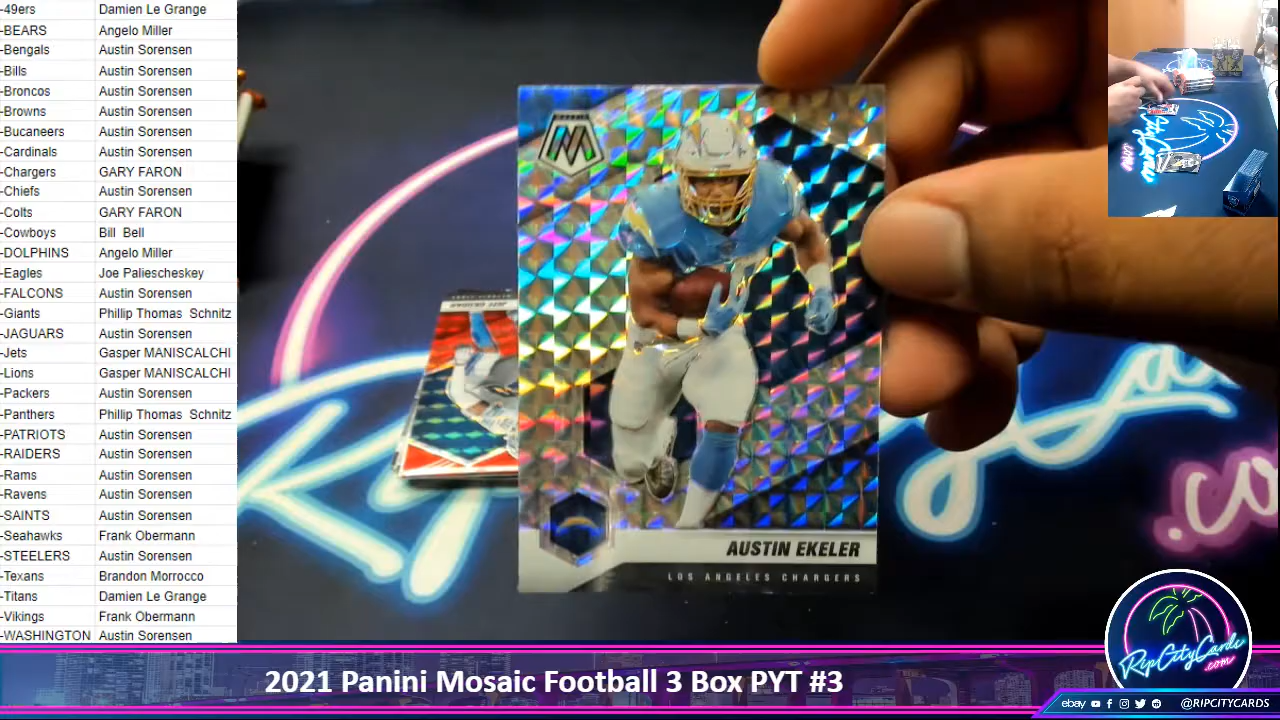 -49ers Damien Le Grange
-BEARS Angelo Miller
-Bengals Austin Sorensen
-Bills Austin Sorensen
-Broncos Austin Sorensen
-Browns Austin Sorensen
-Bucaneers Austin Sorensen
-Cardinals Austin Sorensen
-Chargers GARY FARON
-Chiefs Austin Sorensen
-Colts GARY FARON
-Cowboys Bill Bell
-DOLPHINS Angelo Miller
-Eagles Joe Paliescheskey
-FALCONS Austin Sorensen
-Giants Phillip Thomas Schnitz
-JAGUARS Austin Sorensen
-Jets Gasper MANISCALCHI
-Lions Gasper MANISCALCHI
-Packers Austin Sorensen
-Panthers Phillip Thomas Schnitz
-PATRIOTS Austin Sorensen
-RAIDERS Austin Sorensen
-Rams Austin Sorensen
-Ravens Austin Sorensen
-SAINTS Austin Sorensen
-Seahawks Frank Obermann
-STEELERS Austin Sorensen
-Texans Brandon Morrocco
-Titans Damien Le Grange
-Vikings Frank Obermann
-WASHINGTON Austin Sorensen
M
AUSTIN EKELER
LOS ANGELES CHARGERS
.co
RipCityCards
.com
2021 Panini Mosaic Football 3 Box PYT #3
ebay @RIPCITYCARDS